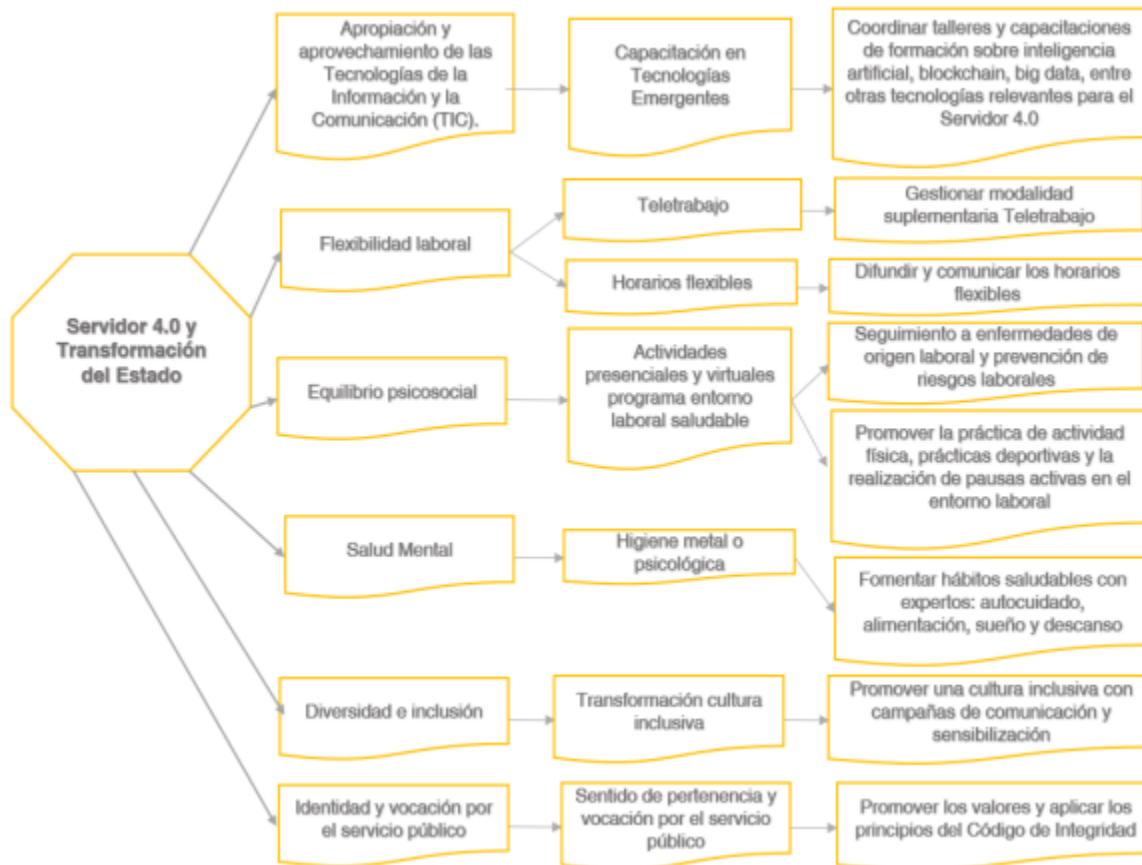 Servidor 4.0 y
Transformación
del Estado
Apropiación y
aprovechamiento de las
Tecnologías de la
Información y la
Comunicación (TIC).
Capacitación en
Tecnologías
Emergentes
Coordinar talleres y capacitaciones
de formación sobre inteligencia
artificial, blockchain, big data, entre
otras tecnologías relevantes para el
Servidor 4.0
Flexibilidad laboral
Teletrabajo
Gestionar modalidad
suplementaria Teletrabajo
Horarios flexibles
Difundir y comunicar los horarios
flexibles
Equilibrio psicosocial
Actividades
presenciales y virtuales
programa entorno
laboral saludable
Seguimiento a enfermedades de
origen laboral y prevención de
riesgos laborales
Promover la práctica de actividad
física, prácticas deportivas y la
realización de pausas activas en el
entorno laboral
Salud Mental
Higiene metal o
psicológica
Fomentar hábitos saludables con
expertos: autocuidado,
alimentación, sueño y descanso
Diversidad e inclusión
Transformación cultura
inclusiva
Promover una cultura inclusiva con
campañas de comunicación y
sensibilización
Identidad y vocación por
el servicio público
Sentido de pertenencia y
vocación por el servicio
público
Promover los valores y aplicar los
principios del Código de Integridad